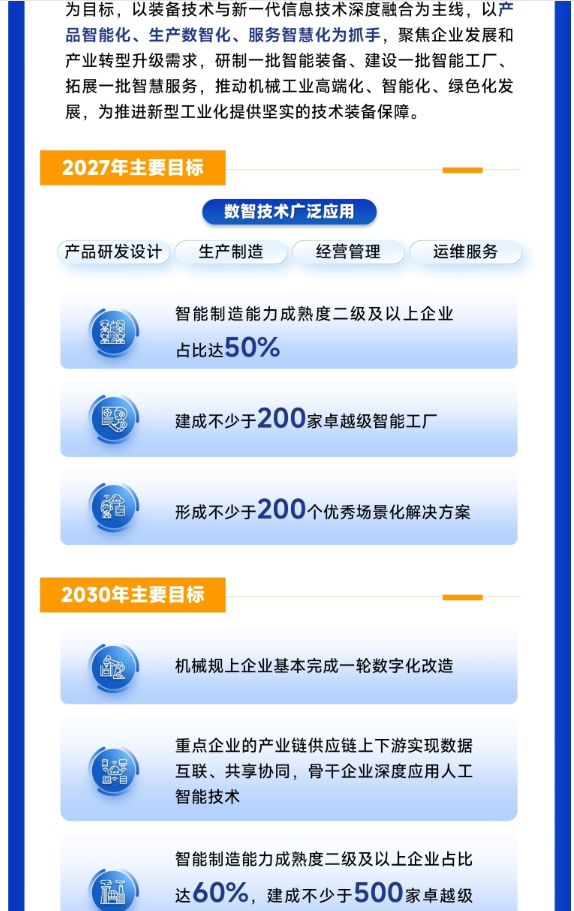 为目标，以装备技术与新一代信息技术深度融合为主线，以产
品智能化、生产数智化、服务智慧化为抓手，聚焦企业发展和
产业转型升级需求，研制一批智能装备、建设一批智能工厂、
拓展一批智慧服务，推动机械工业高端化、智能化、绿色化发
展，为推进新型工业化提供坚实的技术装备保障。
2027年主要目标
数智技术广泛应用
产品研发设计 生产制造 经营管理 运维服务
智能制造能力成熟度二级及以上企业
占比达50%
建成不少于200家卓越级智能工厂
形成不少于200个优秀场景化解决方案
2030年主要目标
机械规上企业基本完成一轮数字化改造
重点企业的产业链供应链上下游实现数据
互联、共享协同，骨干企业深度应用人工
智能技术
智能制造能力成熟度二级及以上企业占比
达60%，建成不少于500家卓越级